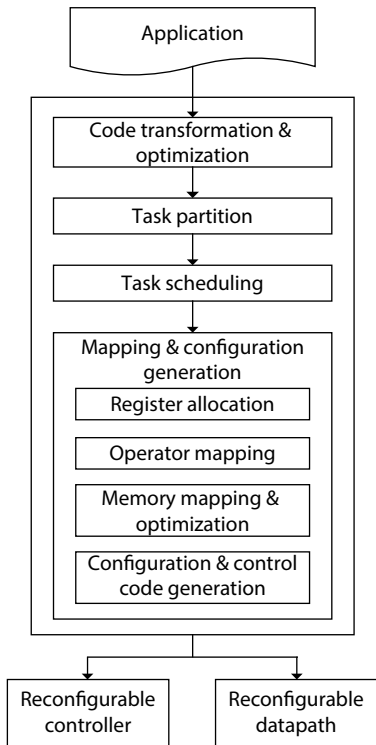 Application
Code transformation &
optimization
Task partition
Task scheduling
Mapping & configuration
generation
Register allocation
Operator mapping
Memory mapping &
optimization
Configuration & control
code generation
Reconfigurable
controller
Reconfigurable
datapath